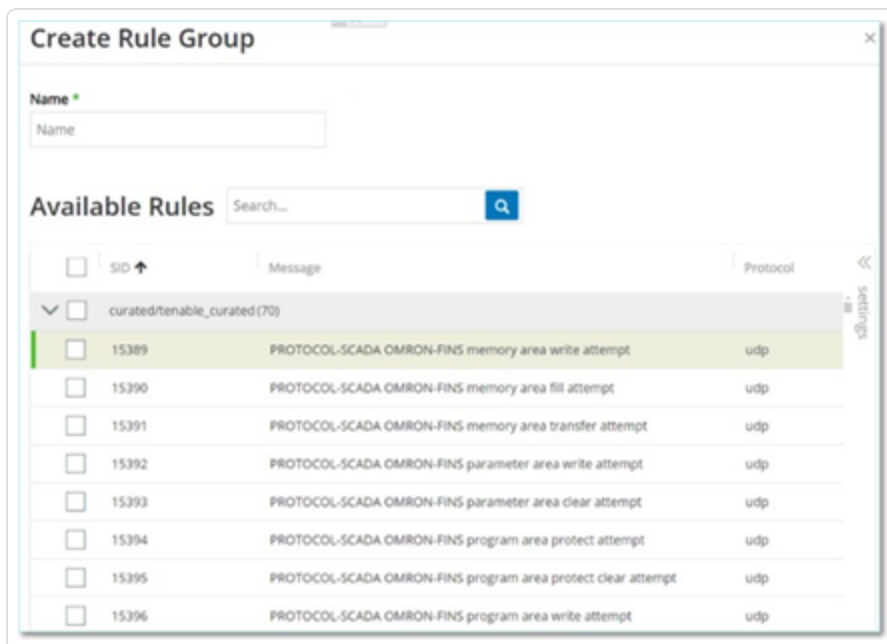 Create Rule Group
Name *
Name
Available Rules Search...
SID Message Protocol
settings
curated/tenable_curated (70)
15389 PROTOCOL-SCADA OMRON-FINS memory area write attempt udp
15390 PROTOCOL-SCADA OMRON-FINS memory area fill attempt udp
15391 PROTOCOL-SCADA OMRON-FINS memory area transfer attempt udp
15392 PROTOCOL-SCADA OMRON-FINS parameter area write attempt udp
15393 PROTOCOL-SCADA OMRON-FINS parameter area clear attempt udp
15394 PROTOCOL-SCADA OMRON-FINS program area protect attempt udp
15395 PROTOCOL-SCADA OMRON-FINS program area protect clear attempt udp
15396 PROTOCOL-SCADA OMRON-FINS program area write attempt udp